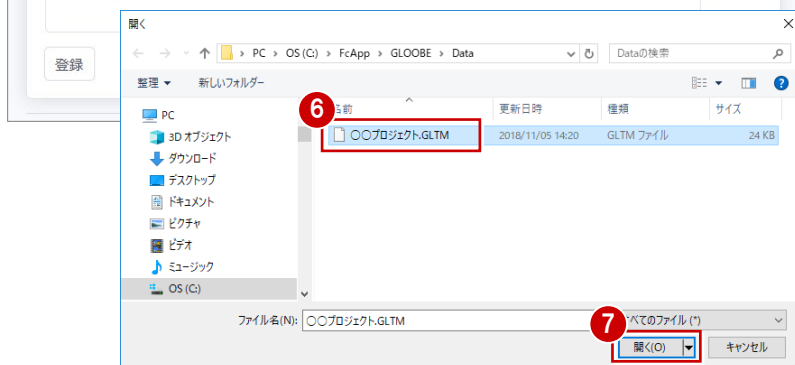 登録
開く
PC › OS (C:) › FcApp › GLOOBE › Data
Dataの検索
整理
新しいフォルダー
6
名前
更新日時
種類
サイズ
〇〇プロジェクト.GLTM
2018/11/05 14:20
GLTM ファイル
24 KB
PC
3D オブジェクト
ダウンロード
デスクトップ
ドキュメント
ピクチャ
ビデオ
ミュージック
OS (C:)
ファイル名(N):
〇〇プロジェクト.GLTM
7
すべてのファイル (*)
開く(O)
キャンセル